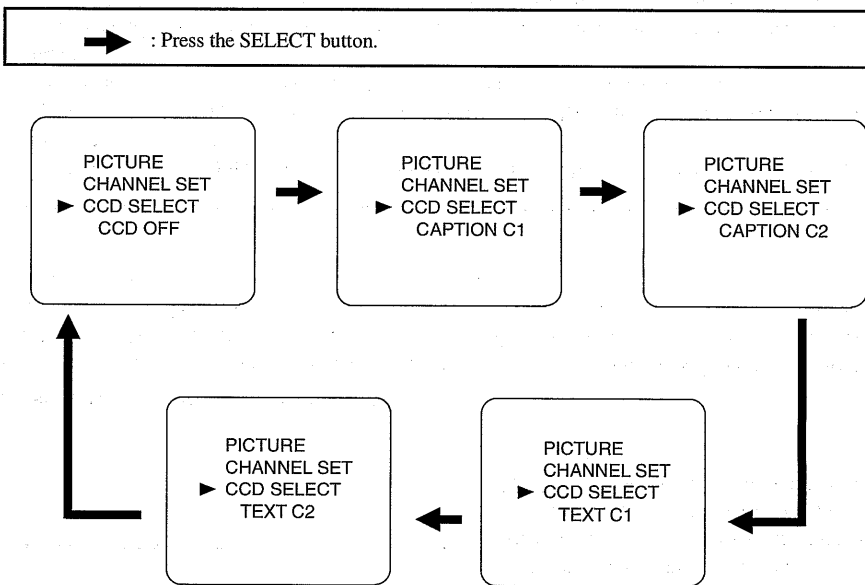 : Press the SELECT button.
PICTURE
CHANNEL SET
CCD SELECT
CCD OFF
PICTURE
CHANNEL SET
CCD SELECT
CAPTION C1
PICTURE
CHANNEL SET
CCD SELECT
CAPTION C2
PICTURE
CHANNEL SET
CCD SELECT
TEXT C1
PICTURE
CHANNEL SET
CCD SELECT
TEXT C2